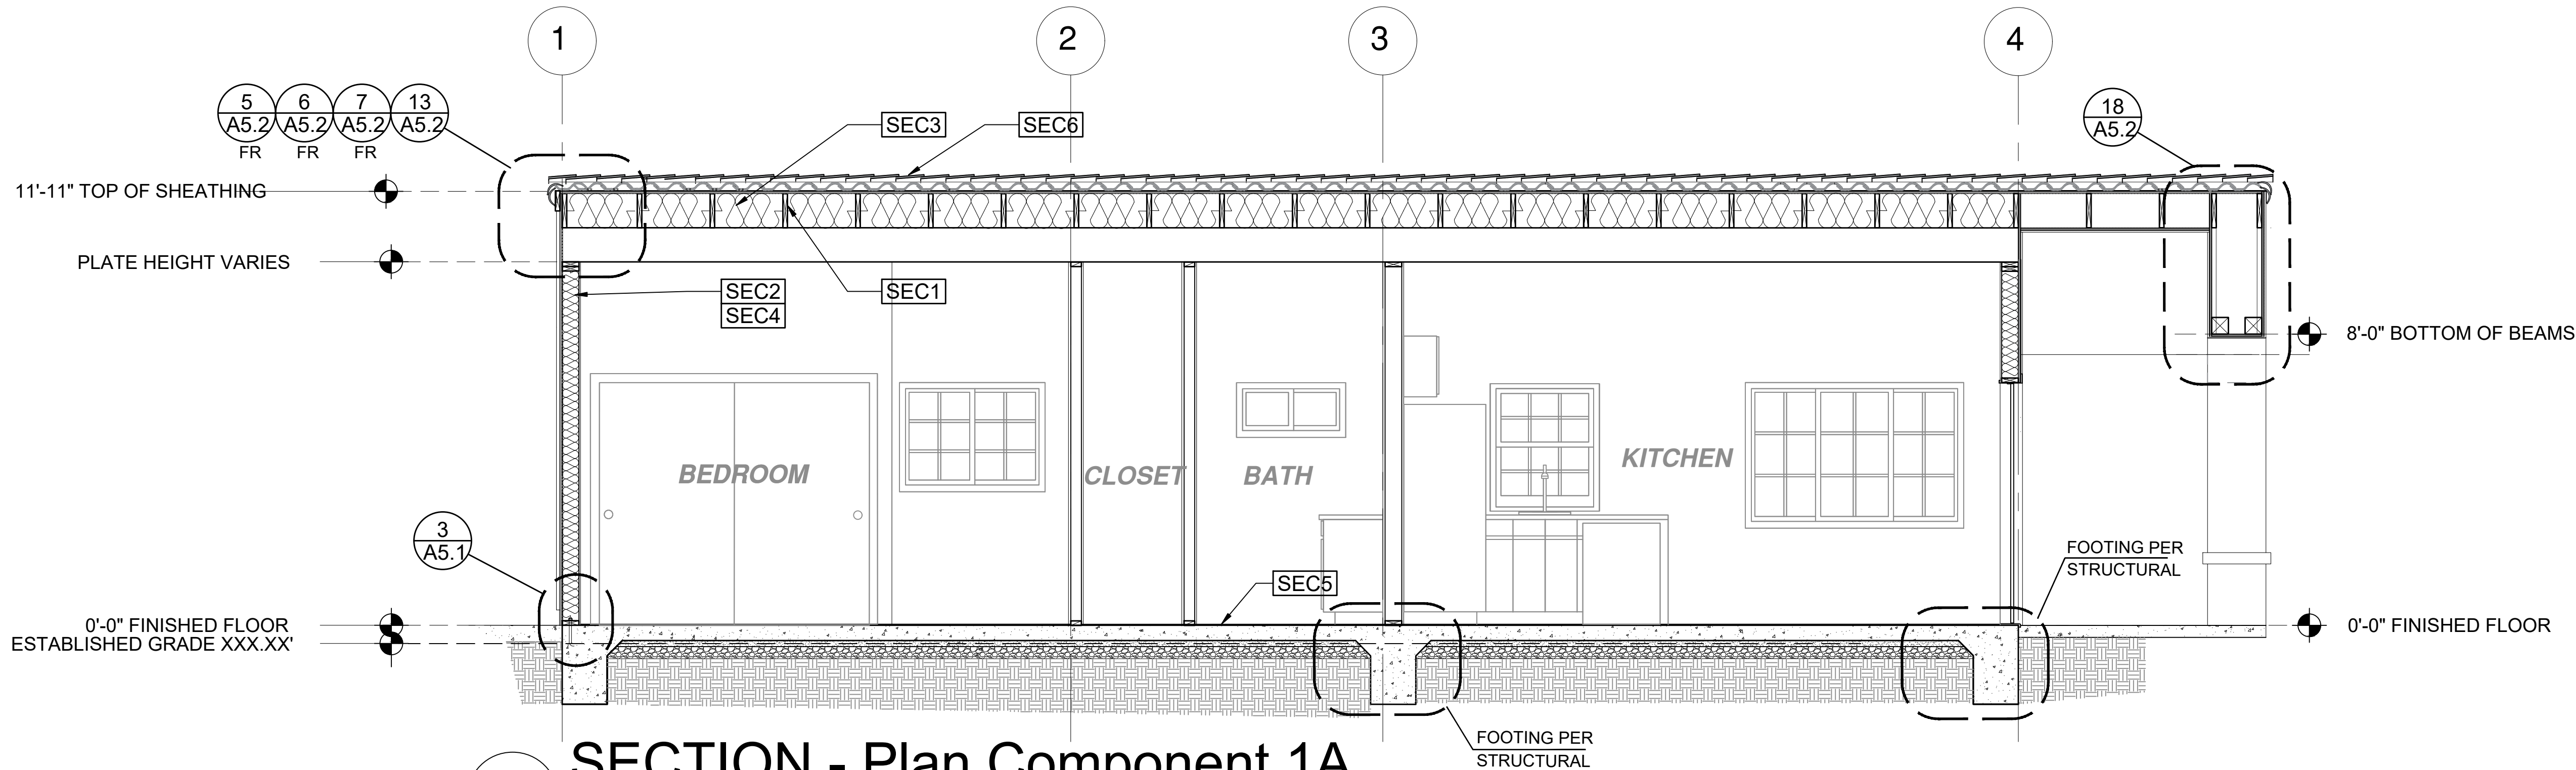 1
2
3
4
5
A5.2
FR
6
A5.2
FR
7
A5.2
FR
13
A5.2
18
A5.2
SEC3
SEC6
11'-11" TOP OF SHEATHING
PLATE HEIGHT VARIES
SEC2
SEC4
SEC1
8'-0" BOTTOM OF BEAMS
BEDROOM
CLOSET
BATH
KITCHEN
3
A5.1
SEC5
FOOTING PER
STRUCTURAL
0'-0" FINISHED FLOOR
ESTABLISHED GRADE XXX.XX'
0'-0" FINISHED FLOOR
FOOTING PER
STRUCTURAL
SECTION - Plan Component 1A